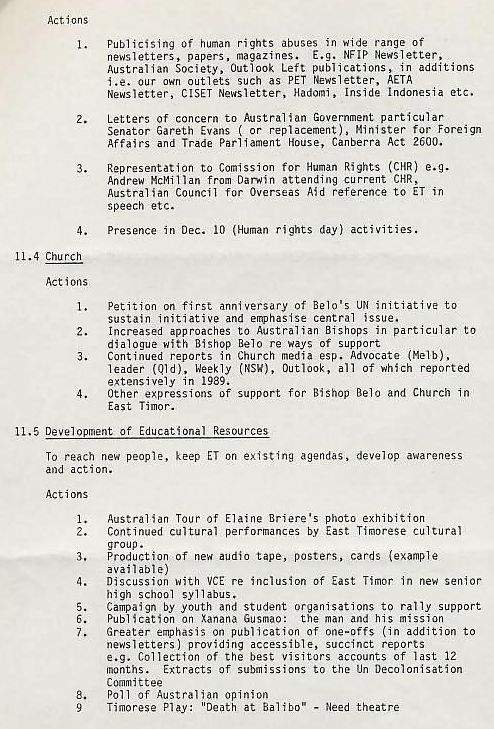 Actions
1. Publicising of human rights abuses in wide range of
newsletters, papers, magazines. E.g. NFIP Newsletter,
Australian Society, Outlook Left publications, in additions
i.e. our own outlets such as PET Newsletter, AETA
Newsletter, CISET Newsletter, Hadomi, Inside Indonesia etc.
2. Letters of concern to Australian Government particular
Senator Gareth Evans ( or replacement), Minister for Foreign
Affairs and Trade Parliament House, Canberra Act 2600.
3. Representation to Comission for Human Rights (CHR) e.g.
Andrew McMillan from Darwin attending current CHR,
Australian Council for Overseas Aid reference to ET in
speech etc.
4. Presence in Dec. 10 (Human rights day) activities.
11.4 Church
Actions
1. Petition on first anniversary of Belo's UN initiative to
sustain initiative and emphasise central issue.
2. Increased approaches to Australian Bishops in particular to
dialogue with Bishop Belo re ways of support
3. Continued reports in Church media esp. Advocate (Melb),
leader (Qld), Weekly (NSW), Outlook, all of which reported
extensively in 1989.
4. Other expressions of support for Bishop Belo and Church in
East Timor.
11.5 Development of Educational Resources
To reach new people, keep ET on existing agendas, develop awareness
and action.
Actions
1. Australian Tour of Elaine Briere's photo exhibition
2. Continued cultural performances by East Timorese cultural
group.
3. Production of new audio tape, posters, cards (example
available)
4. Discussion with VCE re inclusion of East Timor in new senior
high school syllabus.
5. Campaign by youth and student organisations to rally support
6. Publication on Xanana Gusmao: the man and his mission
7. Greater emphasis on publication of one-offs (in addition to
newsletters) providing accessible, succinct reports
e.g. Collection of the best visitors accounts of last 12
months. Extracts of submissions to the Un Decolonisation
Committee
8. Poll of Australian opinion
9 Timorese Play: "Death at Balibo" - Need theatre